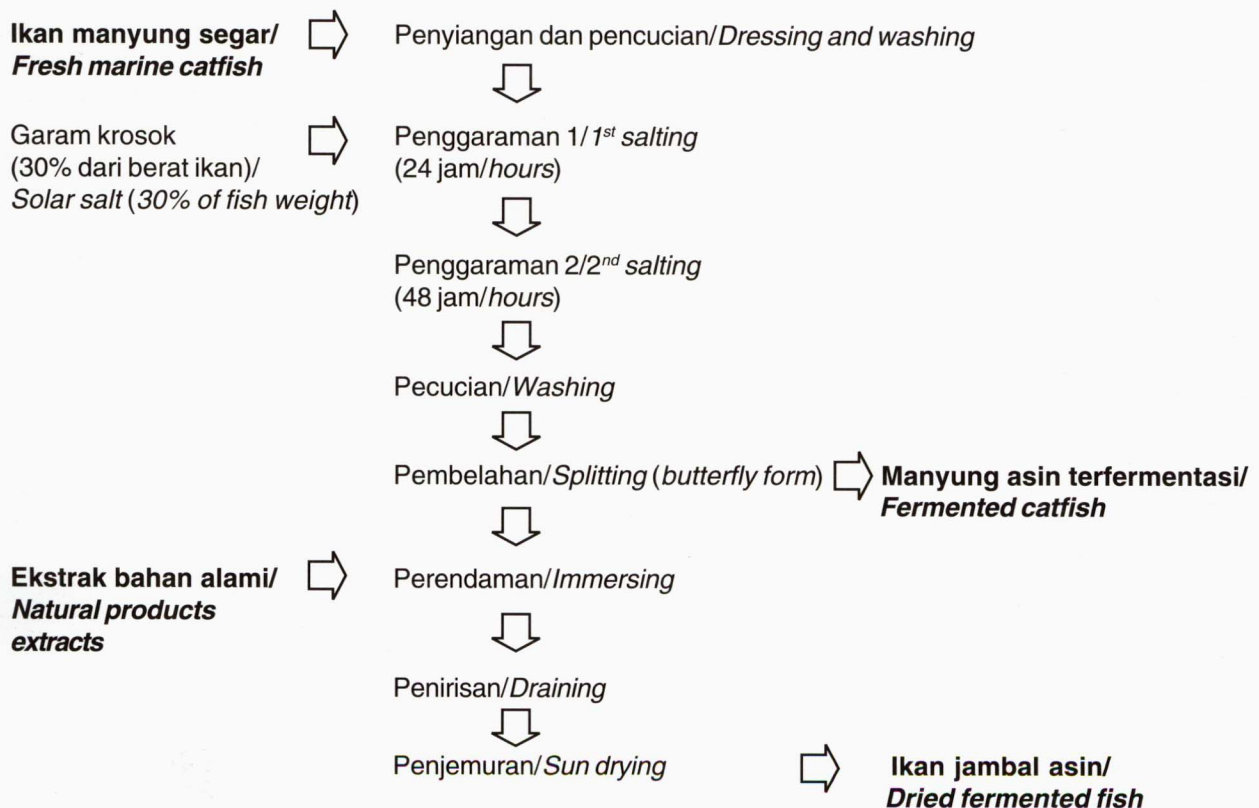 Ikan manyung segar/
Fresh marine catfish
Penyiangan dan pencucian/Dressing and washing
Garam krosok
(30% dari berat ikan)/
Solar salt (30% of fish weight)
Penggaraman 1/1st salting
(24 jam/hours)
Penggaraman 2/2nd salting
(48 jam/hours)
Pecucian/Washing
Pembelahan/Splitting (butterfly form)
Manyung asin terfermentasi/
Fermented catfish
Ekstrak bahan alami/
Natural products
extracts
Perendaman/Immersing
Penirisan/Draining
Penjemuran/Sun drying
Ikan jambal asin/
Dried fermented fish